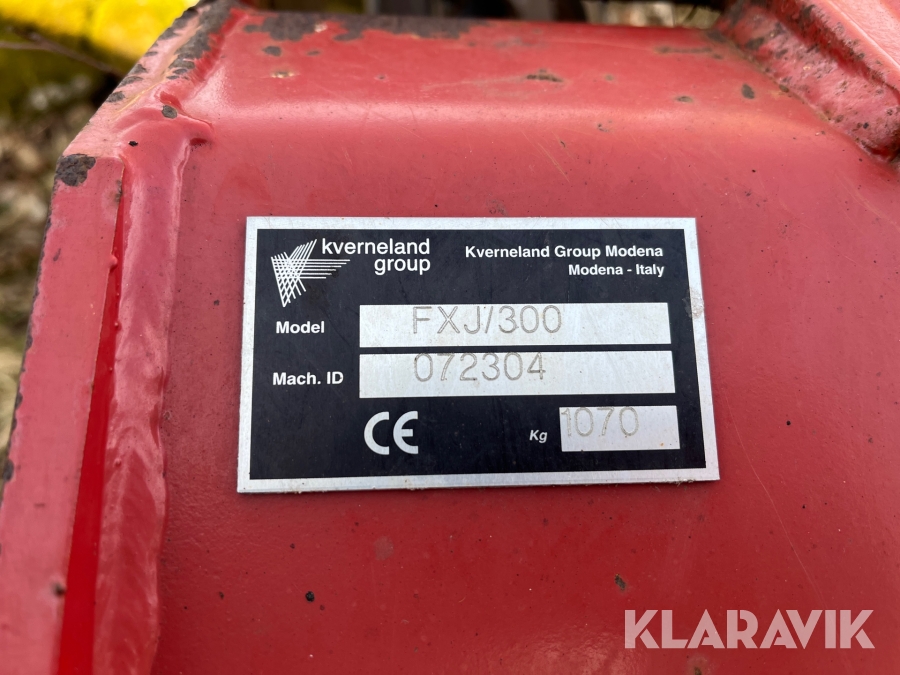 kverneland
group
Kverneland Group Modena
Modena - Italy
Model FXJ/300
Mach. ID 072304
CE Kg 1070
KLARAVIK